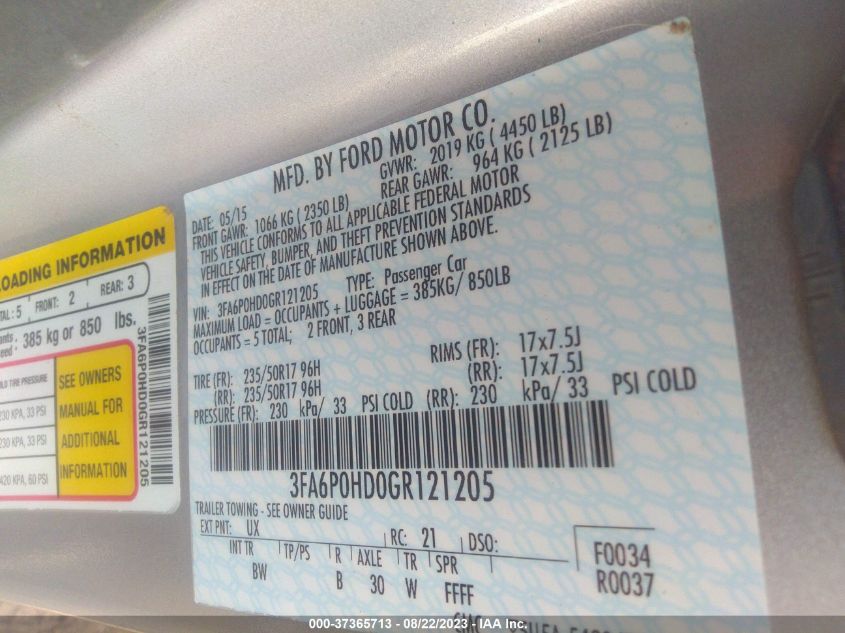 LOADING INFORMATION
TAL: 5 FRONT: 2 REAR: 3
385 kg or 850 lbs.
TIRE PRESSURE
230 KPA, 33 PSI
230 KPA, 33 PSI
420 KPA, 60 PSI
SEE OWNERS
MANUAL FOR
ADDITIONAL
INFORMATION
3FA6P0HD0GR121205
MFD. BY FORD MOTOR CO.
DATE: 05/15 GVWR: 2019 KG ( 4450 LB)
FRONT GAWR: 1066 KG ( 2350 LB) REAR GAWR: 964 KG ( 2125 LB)
THIS VEHICLE CONFORMS TO ALL APPLICABLE FEDERAL MOTOR
VEHICLE SAFETY, BUMPER, AND THEFT PREVENTION STANDARDS
IN EFFECT ON THE DATE OF MANUFACTURE SHOWN ABOVE.
VIN: 3FA6P0HD0GR121205 TYPE: Passenger Car
MAXIMUM LOAD = OCCUPANTS + LUGGAGE = 385KG/ 850LB
OCCUPANTS = 5 TOTAL; 2 FRONT, 3 REAR
TIRE (FR): 235/50R17 96H RIMS (FR): 17x7.5J
(RR): 235/50R17 96H (RR): 17x7.5J
PRESSURE (FR): 230 kPa/ 33 PSI COLD (RR): 230 kPa/ 33 PSI COLD
3FA6P0HD0GR121205
TRAILER TOWING - SEE OWNER GUIDE
EXT PNT: UX RC: 21 DSO:
INT TR TP/PS R AXLE TR SPR F0034
BW B 30 W FFFF R0037
000-37365713 - 08/22/2023 - IAA Inc.